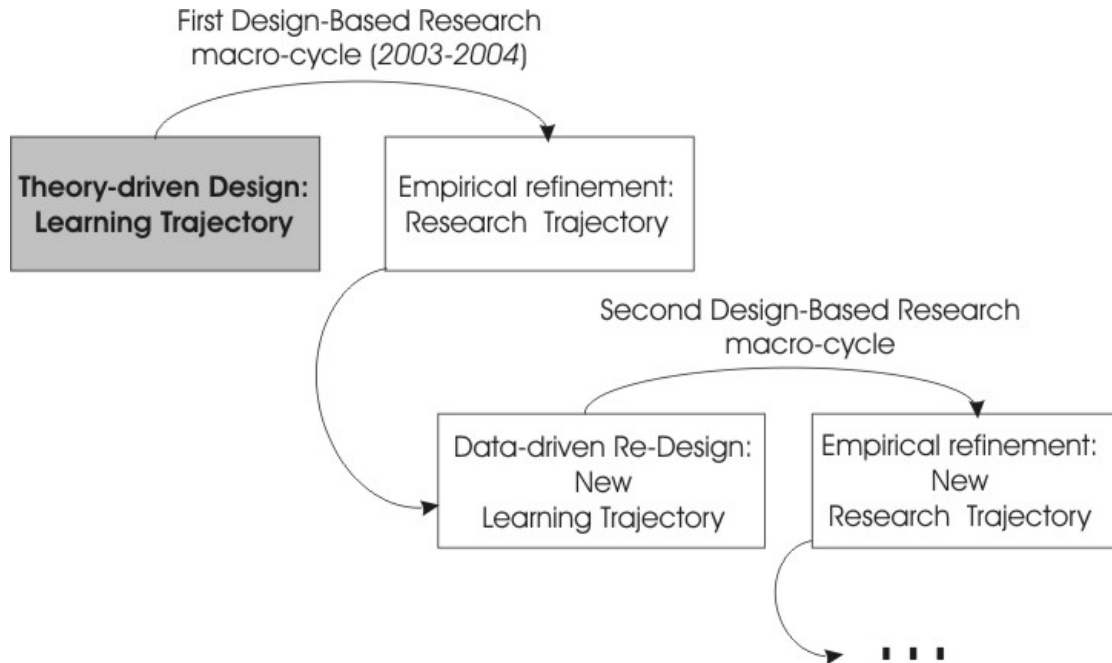 First Design-Based Research
macro-cycle (2003-2004)
Theory-driven Design:
Learning Trajectory
Empirical refinement:
Research Trajectory
Second Design-Based Research
macro-cycle
Data-driven Re-Design:
New
Learning Trajectory
Empirical refinement:
New
Research Trajectory
...